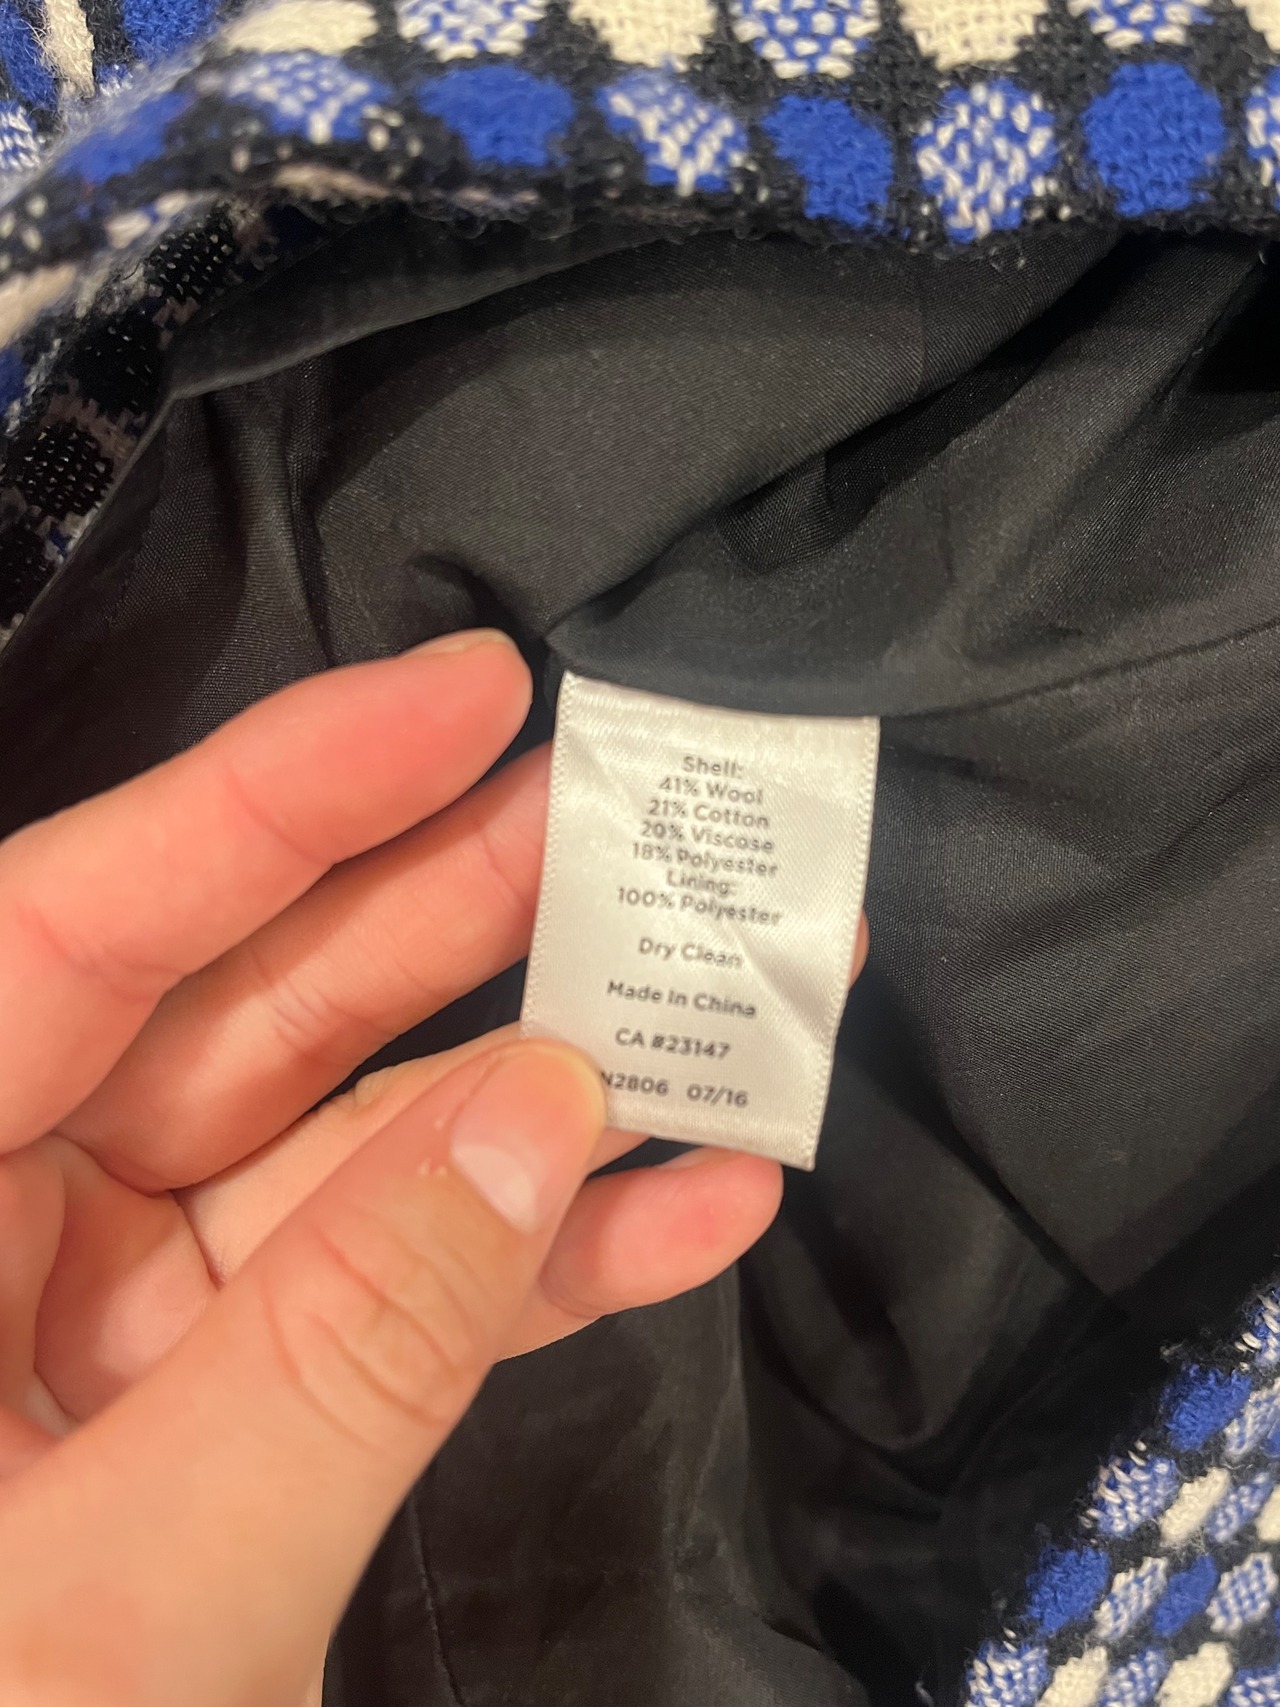 Shell:
41% Wool
21% Cotton
20% Viscose
18% Polyester
Lining:
100% Polyester
Dry Clean
Made In China
CA #23147
N2806 07/16